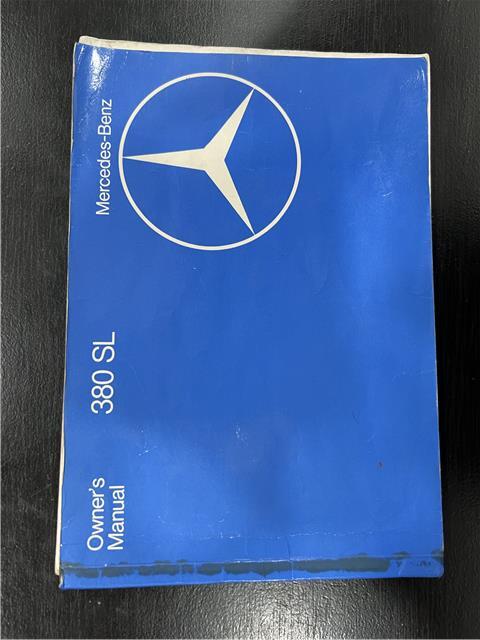 Mercedes-Benz
380 SL
Owner's
Manual